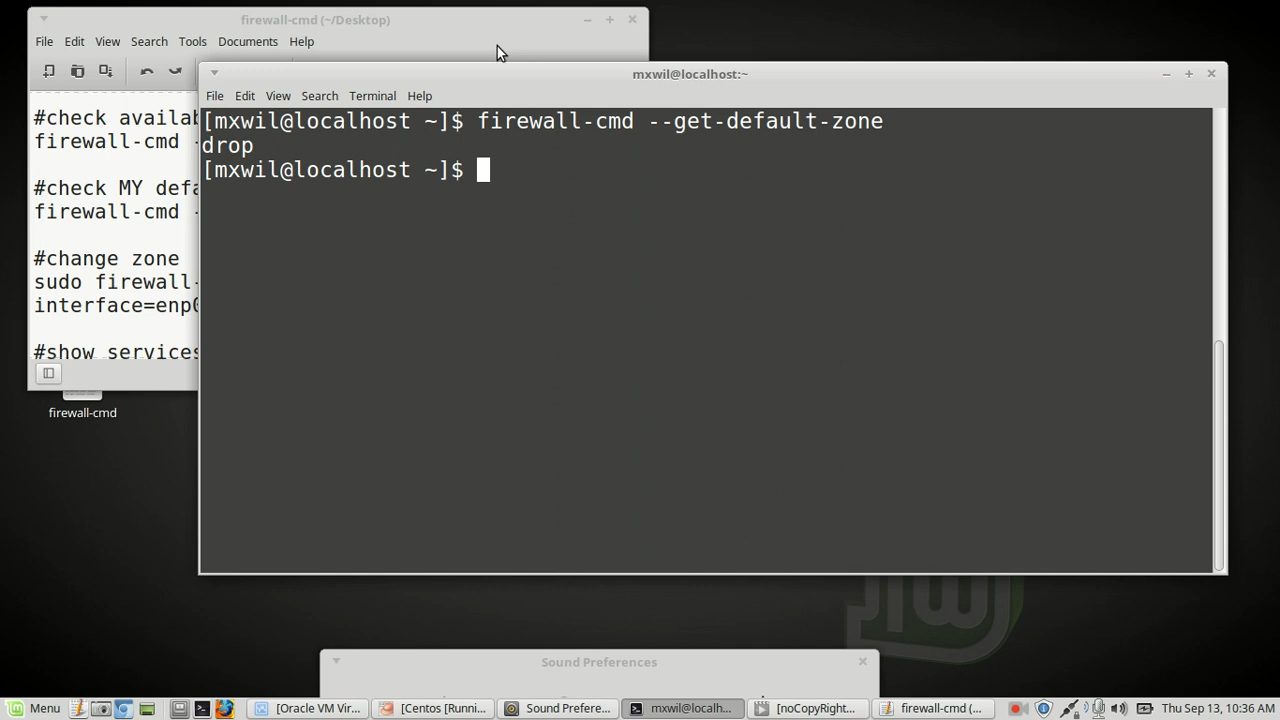 firewall-cmd (~/Desktop)
File Edit View Search Tools Documents Help
mxwil@localhost:~
File Edit View Search Terminal Help
[mxwil@localhost ~]$ firewall-cmd --get-default-zone
drop
[mxwil@localhost ~]$
#check availab
firewall-cmd -
#check MY defa
firewall-cmd -
#change zone
sudo firewall-
interface=enp0
#show services
firewall-cmd
Sound Preferences
Menu
[Oracle VM Vir...
[Centos [Runni...
Sound Prefere...
mxwil@localh...
[noCopyRight...
firewall-cmd (...
Thu Sep 13, 10:36 AM